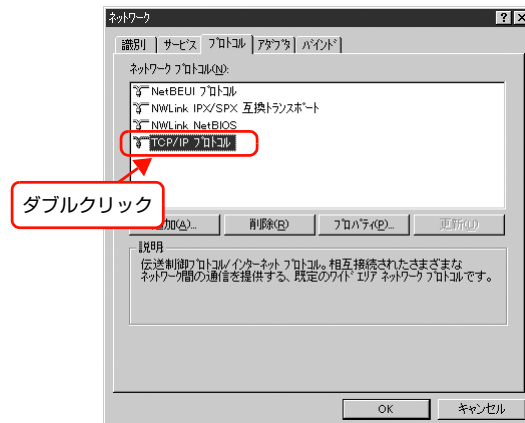 ネットワーク
識別 サービス プロトコル アダプタ バインド
ネットワーク プロトコル(N):
NetBEUI プロトコル
NWLink IPX/SPX 互換トランスポート
NWLink NetBIOS
TCP/IP プロトコル
ダブルクリック
加(A)... 削除(R) プロパティ(P)... 更新(U)
説明
伝送制御プロトコル/インターネット プロトコル。相互接続されたさまざまな
ネットワーク間の通信を提供する、既定のワイド エリア ネットワーク プロトコルです。
OK キャンセル